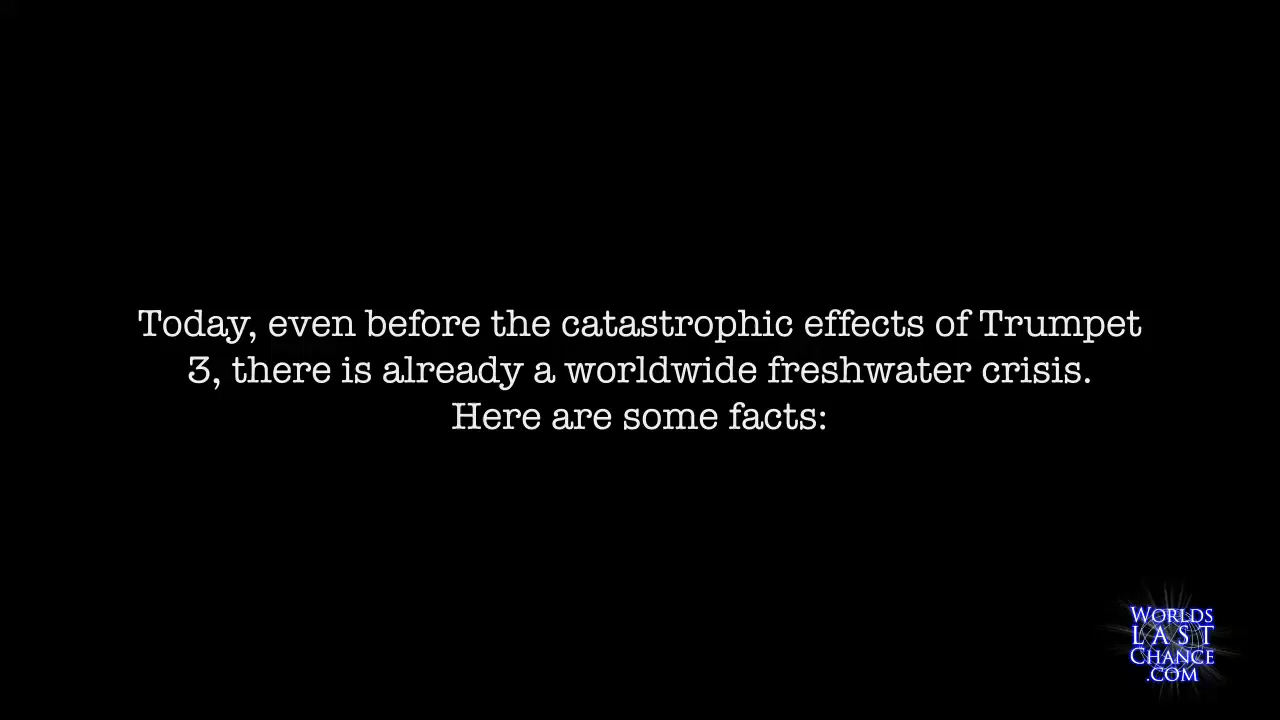 Today, even before the catastrophic effects of Trumpet
3, there is already a worldwide freshwater crisis.
Here are some facts:
WORLDS
LAST
CHANCE
.COM